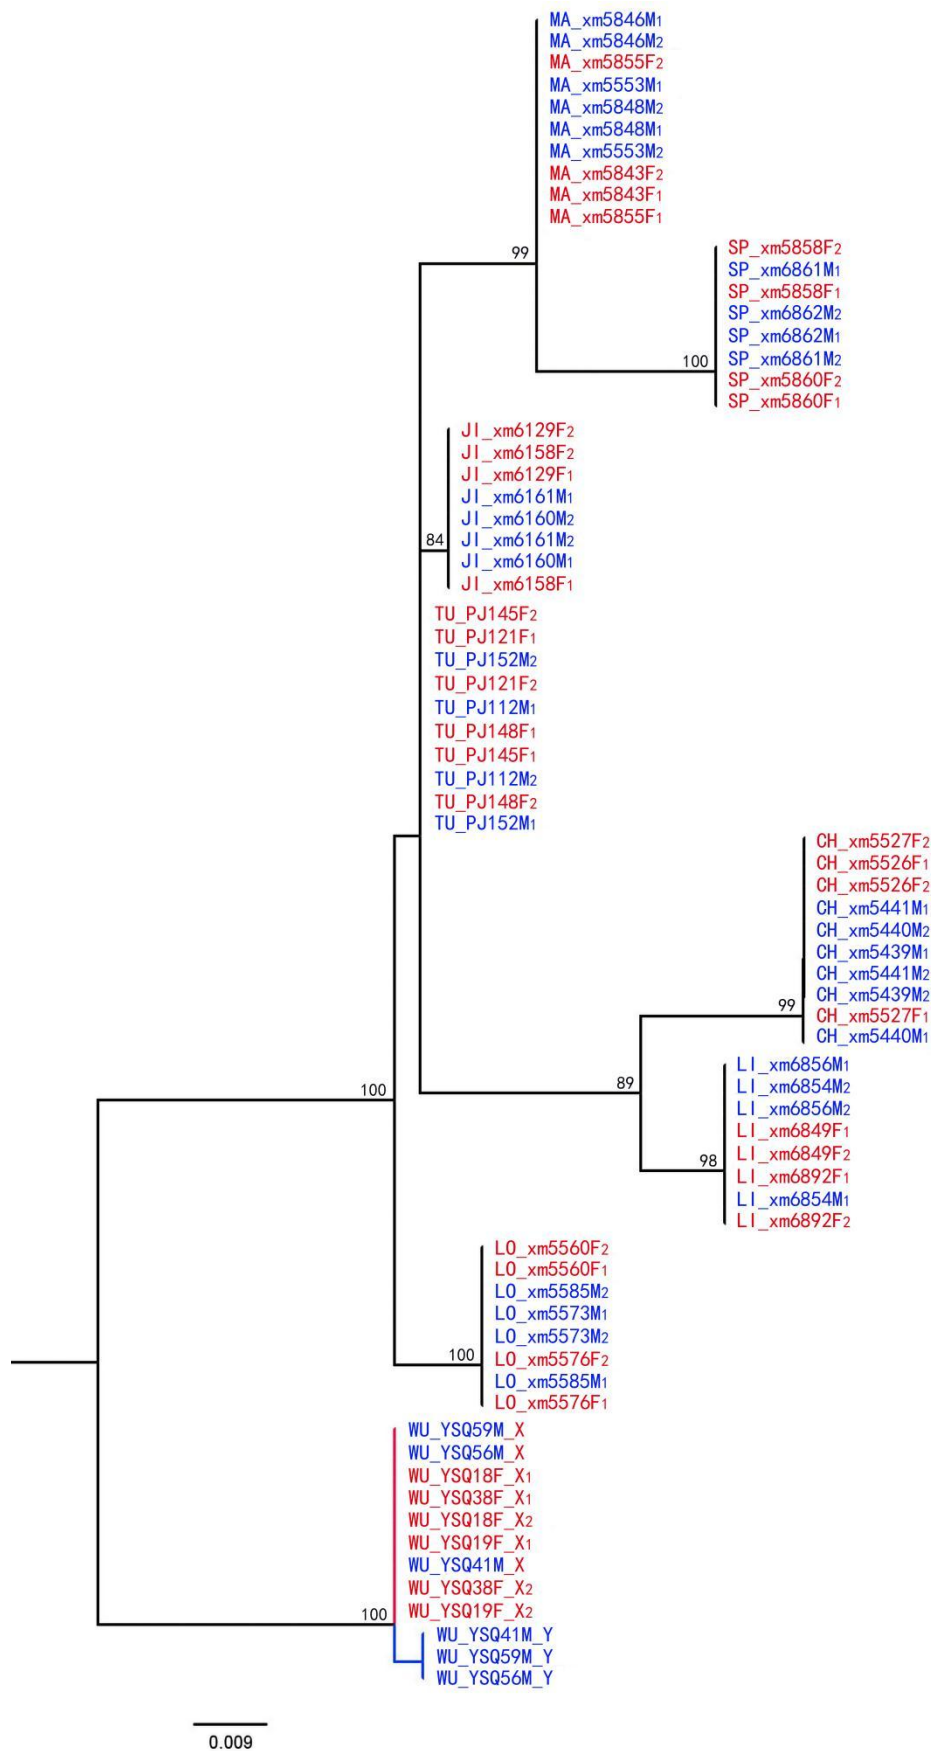 MA_xm5846M1
MA_xm5846M2
MA_xm5855F2
MA_xm5553M1
MA_xm5848M2
MA_xm5848M1
MA_xm5553M2
MA_xm5843F2
MA_xm5843F1
MA_xm5855F1
99
SP_xm5858F2
SP_xm6861M1
SP_xm5858F1
SP_xm6862M2
SP_xm6862M1
SP_xm6861M2
SP_xm5860F2
SP_xm5860F1
100
JI_xm6129F2
JI_xm6158F2
JI_xm6129F1
JI_xm6161M1
JI_xm6160M2
JI_xm6161M2
JI_xm6160M1
JI_xm6158F1
84
TU_PJ145F2
TU_PJ121F1
TU_PJ152M2
TU_PJ121F2
TU_PJ112M1
TU_PJ148F1
TU_PJ145F1
TU_PJ112M2
TU_PJ148F2
TU_PJ152M1
CH_xm5527F2
CH_xm5526F1
CH_xm5526F2
CH_xm5441M1
CH_xm5440M2
CH_xm5439M1
CH_xm5441M2
CH_xm5439M2
CH_xm5527F1
CH_xm5440M1
99
89
100
LI_xm6856M1
LI_xm6854M2
LI_xm6856M2
LI_xm6849F1
LI_xm6849F2
LI_xm6892F1
LI_xm6854M1
LI_xm6892F2
98
LO_xm5560F2
LO_xm5560F1
LO_xm5585M2
LO_xm5573M1
LO_xm5573M2
LO_xm5576F2
LO_xm5585M1
LO_xm5576F1
100
WU_YSQ59M_X
WU_YSQ56M_X
WU_YSQ18F_X1
WU_YSQ38F_X1
WU_YSQ18F_X2
WU_YSQ19F_X1
WU_YSQ41M_X
WU_YSQ38F_X2
WU_YSQ19F_X2
100
WU_YSQ41M_Y
WU_YSQ59M_Y
WU_YSQ56M_Y
0.009